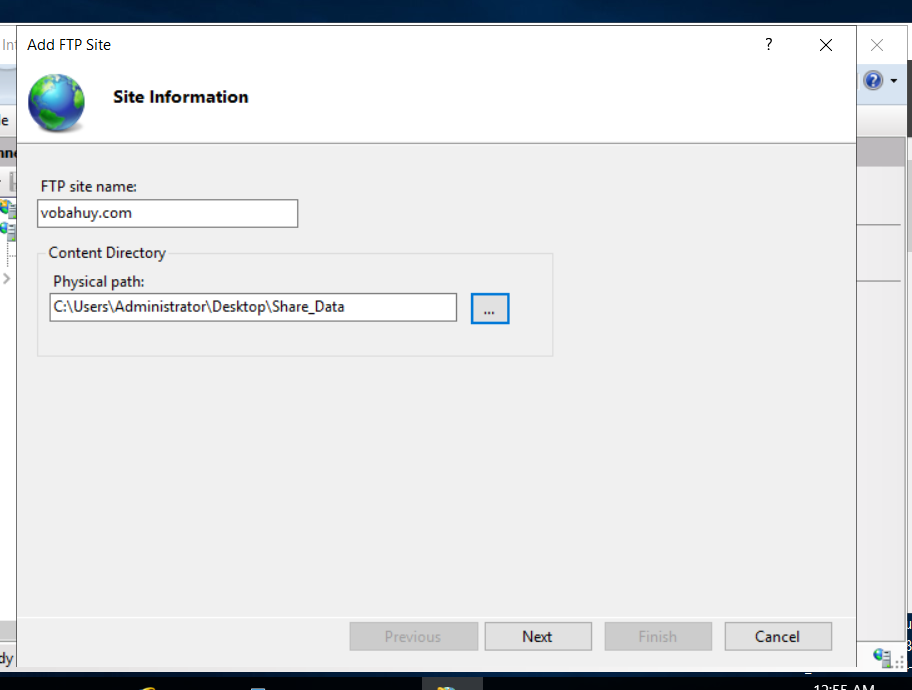 Add FTP Site
?
Site Information
FTP site name:
vobahuy.com
Content Directory
Physical path:
C:\Users\Administrator\Desktop\Share_Data
...
Previous
Next
Finish
Cancel